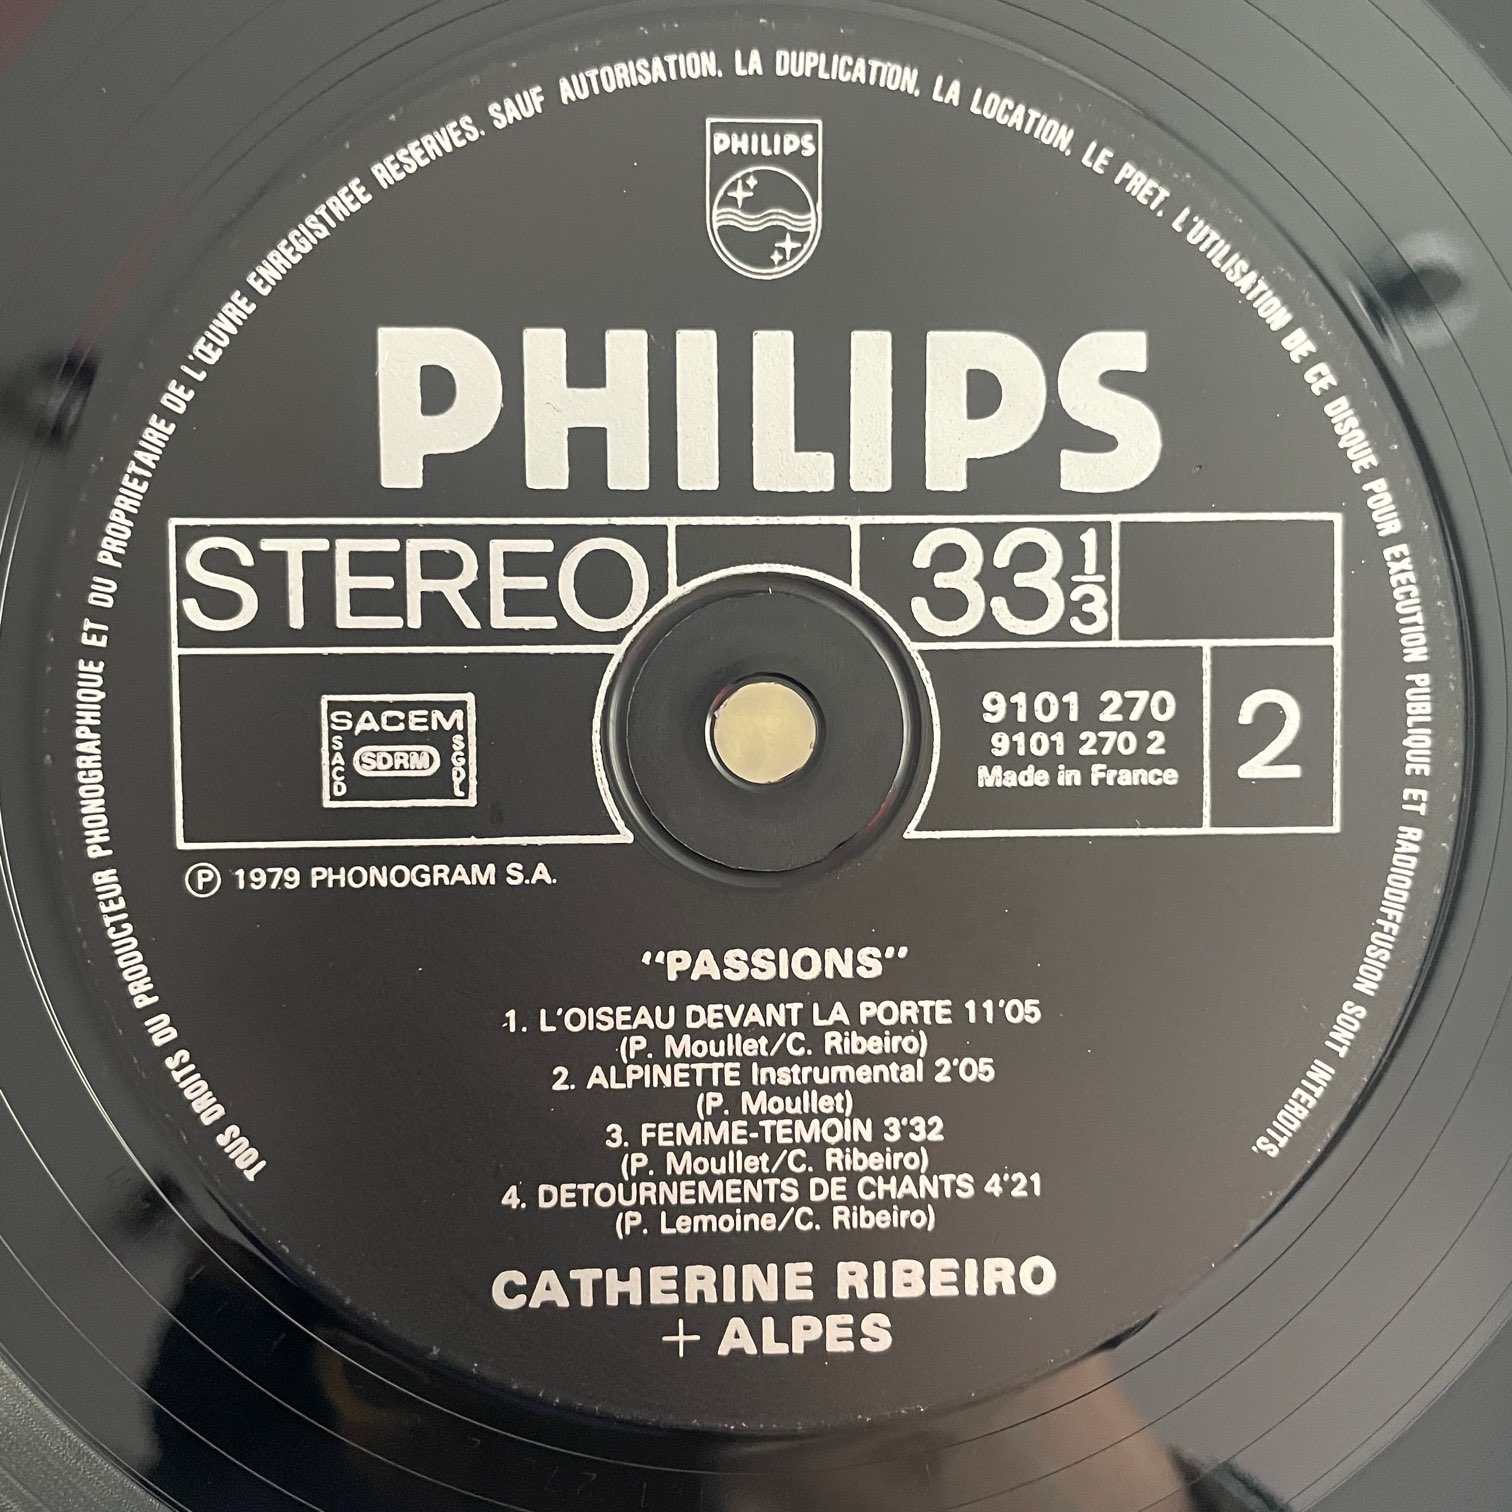 TOUS DROITS DU PRODUCTEUR PHONOGRAPHIQUE ET DU PROPRIETAIRE DE L'ŒUVRE ENREGISTREE RESERVES. SAUF AUTORISATION, LA DUPLICATION, LA LOCATION, LE PRET, L'UTILISATION DE CE DISQUE POUR EXECUTION PUBLIQUE ET RADIODIFFUSION SONT INTERDITS.
PHILIPS
PHILIPS
STEREO 33 1/3
SACEM
SACD SDRM SGDL
9101 270
9101 270 2
Made in France
2
Ⓟ 1979 PHONOGRAM S.A.
"PASSIONS"
1. L'OISEAU DEVANT LA PORTE 11'05
(P. Moullet/C. Ribeiro)
2. ALPINETTE Instrumental 2'05
(P. Moullet)
3. FEMME-TEMOIN 3'32
(P. Moullet/C. Ribeiro)
4. DETOURNEMENTS DE CHANTS 4'21
(P. Lemoine/C. Ribeiro)
CATHERINE RIBEIRO
+ ALPES